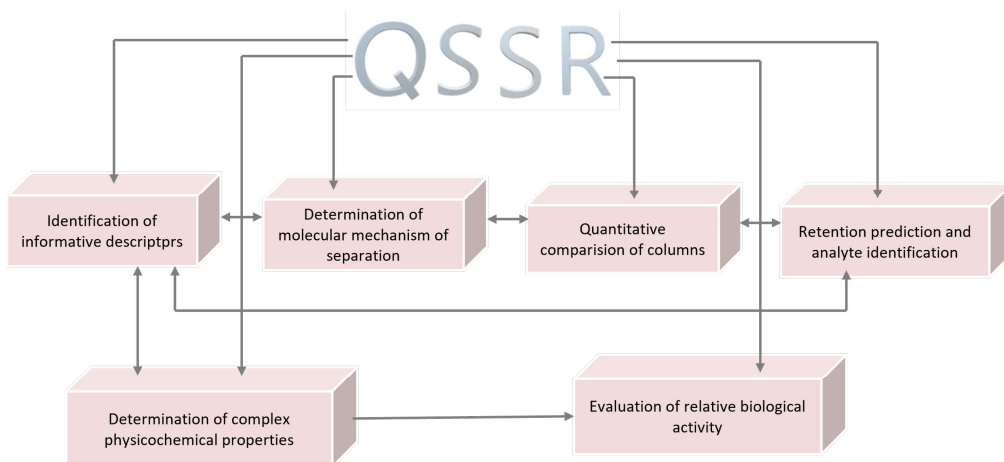 QSSR
Identification of
informative descriptprs
Determination of
molecular mechanism of
separation
Quantitative
comparision of columns
Retention prediction and
analyte identification
Determination of complex
physicochemical properties
Evaluation of relative biological
activity